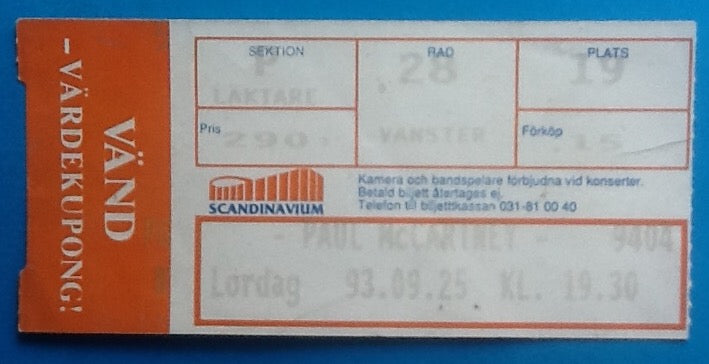 VÄND
- VÄRDEKUPONG!
SEKTION RAD PLATS
P 28 19
LÄKTARE
Pris Förköp
290 VÄNSTER 15
SCANDINAVIUM
Kamera och bandspelare förbjudna vid konserter.
Betald biljett återtages ej.
Telefon till biljettkassan 031-81 00 40
- PAUL McCARTNEY - 9404
Lördag 93.09.25 KL. 19.30